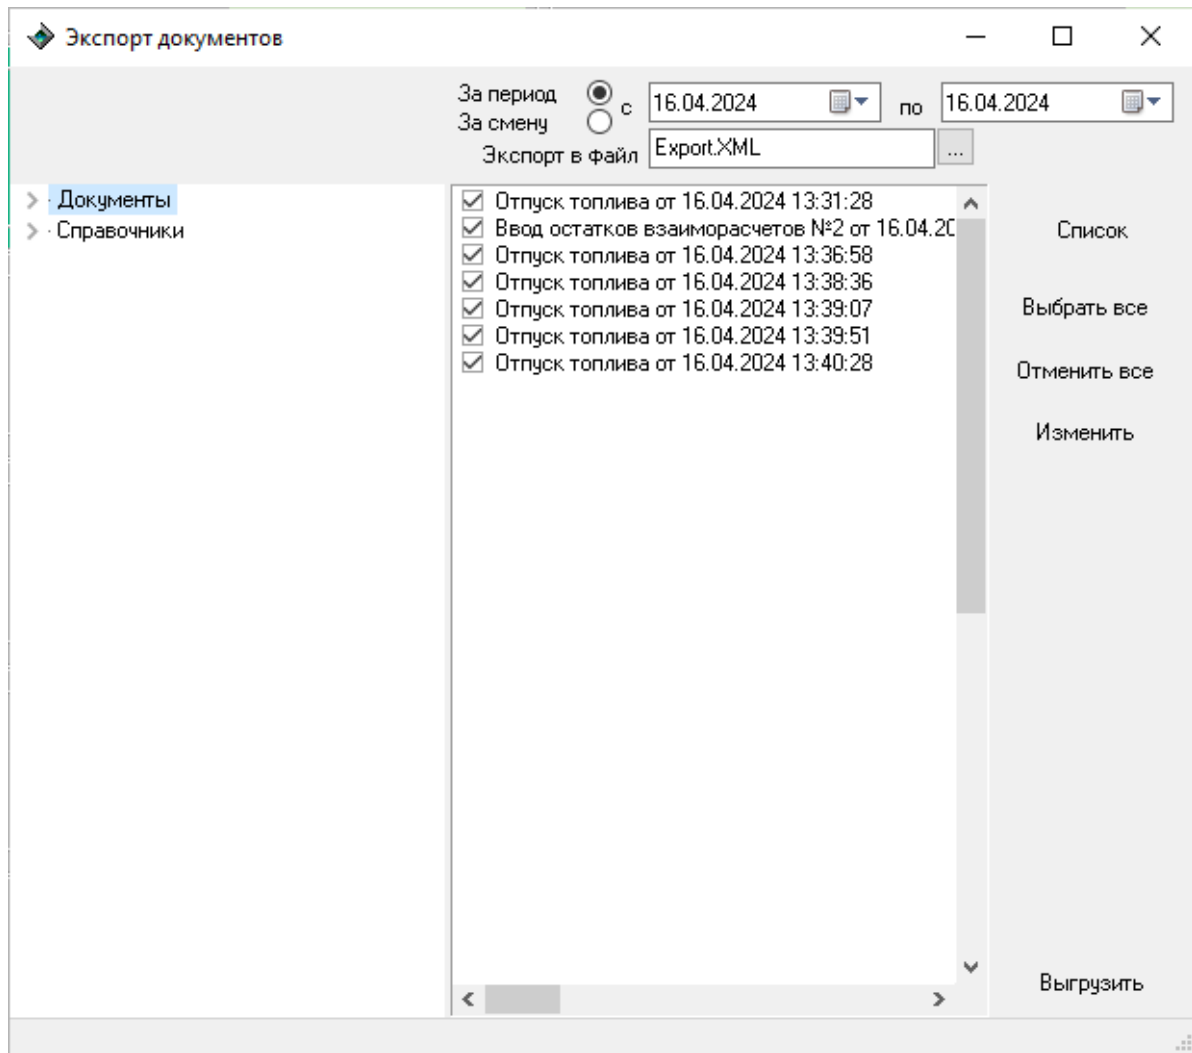 Экспорт документов
За период с 16.04.2024 по 16.04.2024
За смену
Экспорт в файл Export.XML ...
Документы
Справочники
Отпуск топлива от 16.04.2024 13:31:28
Ввод остатков взаиморасчетов №2 от 16.04.20
Отпуск топлива от 16.04.2024 13:36:58
Отпуск топлива от 16.04.2024 13:38:36
Отпуск топлива от 16.04.2024 13:39:07
Отпуск топлива от 16.04.2024 13:39:51
Отпуск топлива от 16.04.2024 13:40:28
Список
Выбрать все
Отменить все
Изменить
Выгрузить